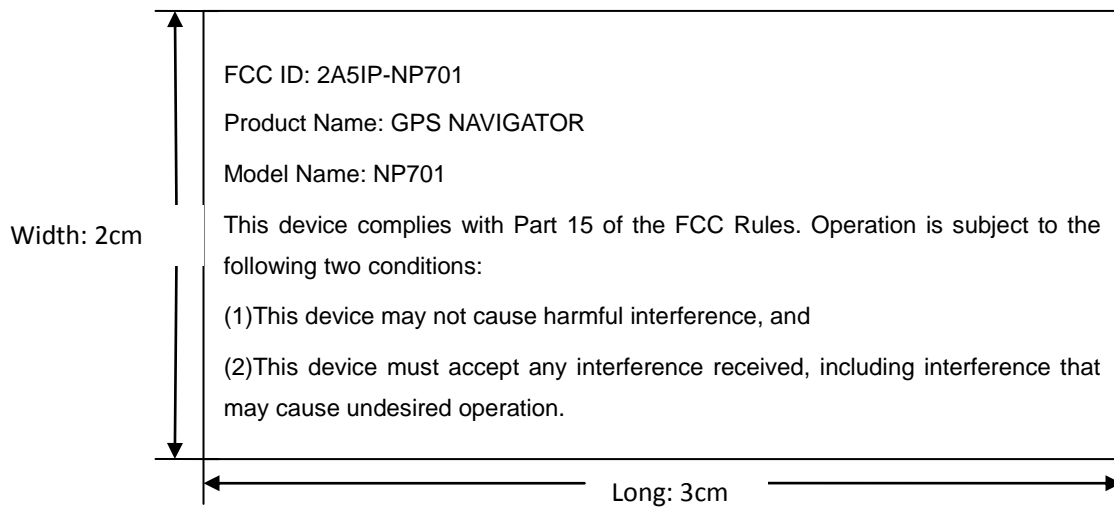 FCC ID: 2A5IP-NP701
Product Name: GPS NAVIGATOR
Model Name: NP701
This device complies with Part 15 of the FCC Rules. Operation is subject to the
following two conditions:
(1)This device may not cause harmful interference, and
(2)This device must accept any interference received, including interference that
may cause undesired operation.
Width: 2cm
Long: 3cm